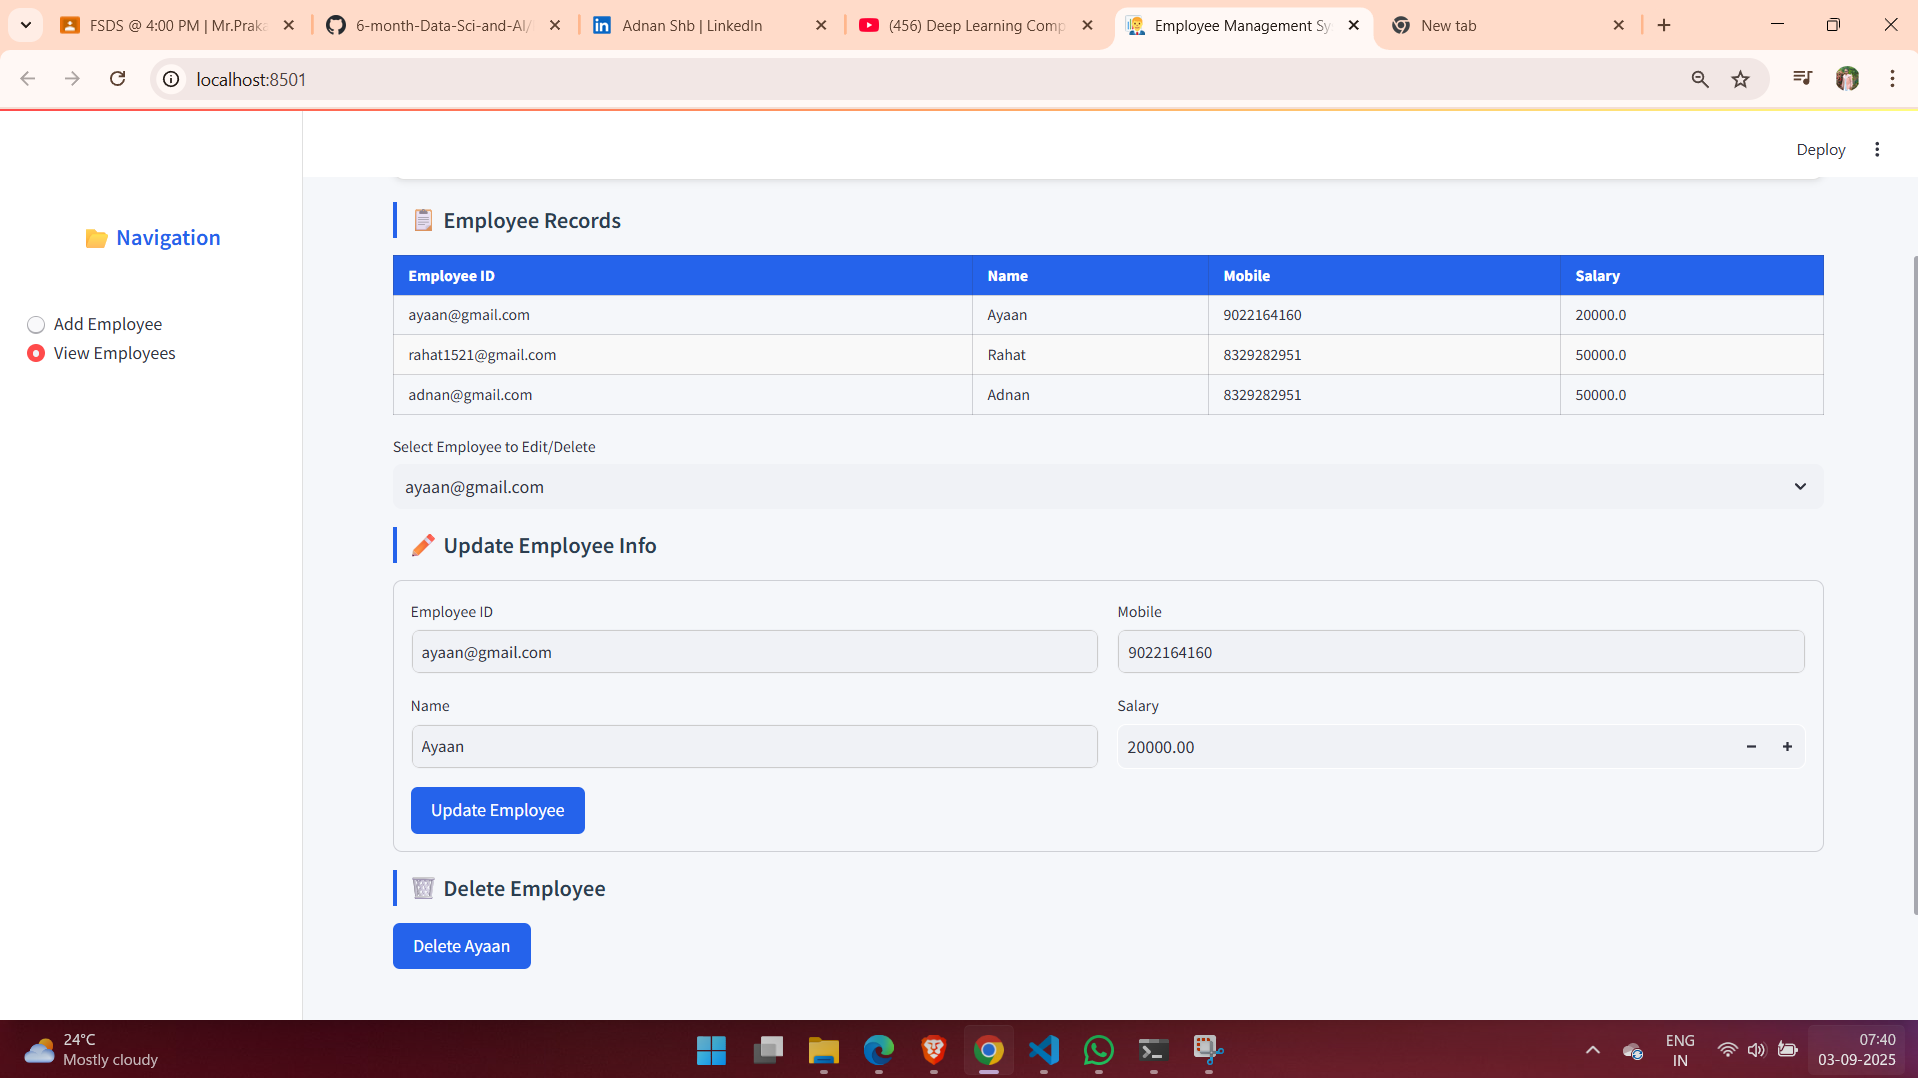 FSDS @ 4:00 PM | Mr.Praka
6-month-Data-Sci-and-AI/
Adnan Shb | LinkedIn
(456) Deep Learning Comp
Employee Management Sy
New tab
localhost:8501
Deploy
Navigation
Add Employee
View Employees
Employee Records
Employee ID Name Mobile Salary
ayaan@gmail.com Ayaan 9022164160 20000.0
rahat1521@gmail.com Rahat 8329282951 50000.0
adnan@gmail.com Adnan 8329282951 50000.0
Select Employee to Edit/Delete
ayaan@gmail.com
Update Employee Info
Employee ID Mobile
ayaan@gmail.com 9022164160
Name Salary
Ayaan 20000.00
Update Employee
Delete Employee
Delete Ayaan
24°C
Mostly cloudy
ENG
IN
07:40
03-09-2025